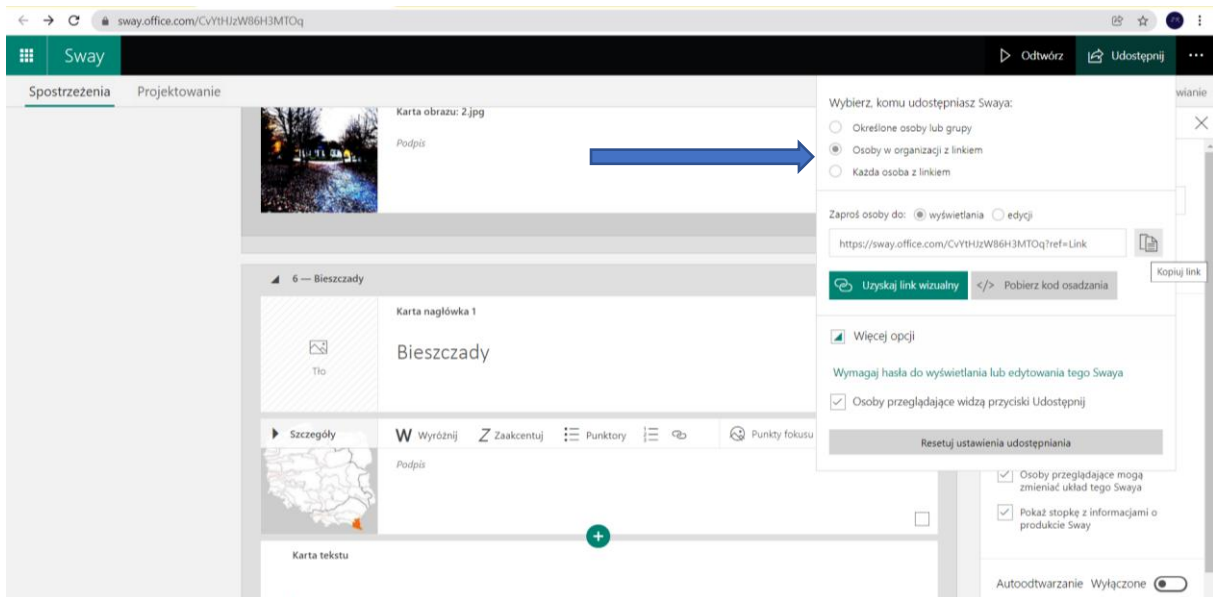 sway.office.com/CvYtHJzW86H3MTOq
Sway
Odtwórz
Udostępnij
Spostrzeżenia
Projektowanie
wianie
Karta obrazu: 2.jpg
Podpis
Wybierz, komu udostępniasz Swaya:
Określone osoby lub grupy
Osoby w organizacji z linkiem
Każda osoba z linkiem
Zaproś osoby do: wyświetlania edycji
https://sway.office.com/CvYtHJzW86H3MTOq?ref=Link
Kopiuj link
Uzyskaj link wizualny
</> Pobierz kod osadzania
Więcej opcji
Wymagaj hasła do wyświetlania lub edytowania tego Swaya
Osoby przeglądające widzą przyciski Udostępnij
Resetuj ustawienia udostępniania
6 — Bieszczady
Karta nagłówka 1
Bieszczady
Tło
Szczegóły
W Wyróżnij
Z Zaakcentuj
Punktory
Punkty fokusu
Podpis
Karta tekstu
Osoby przeglądające mogą
zmieniać układ tego Swaya
Pokaż stopkę z informacjami o
produkcie Sway
Autoodtwarzanie Wyłączone